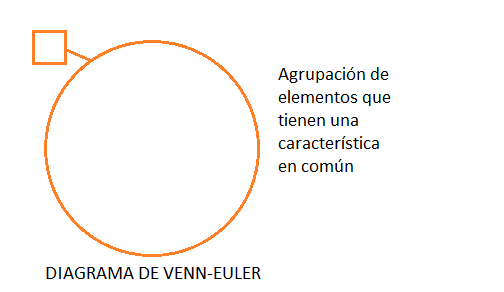 Agrupación de
elementos que
tienen una
característica
en común
DIAGRAMA DE VENN-EULER